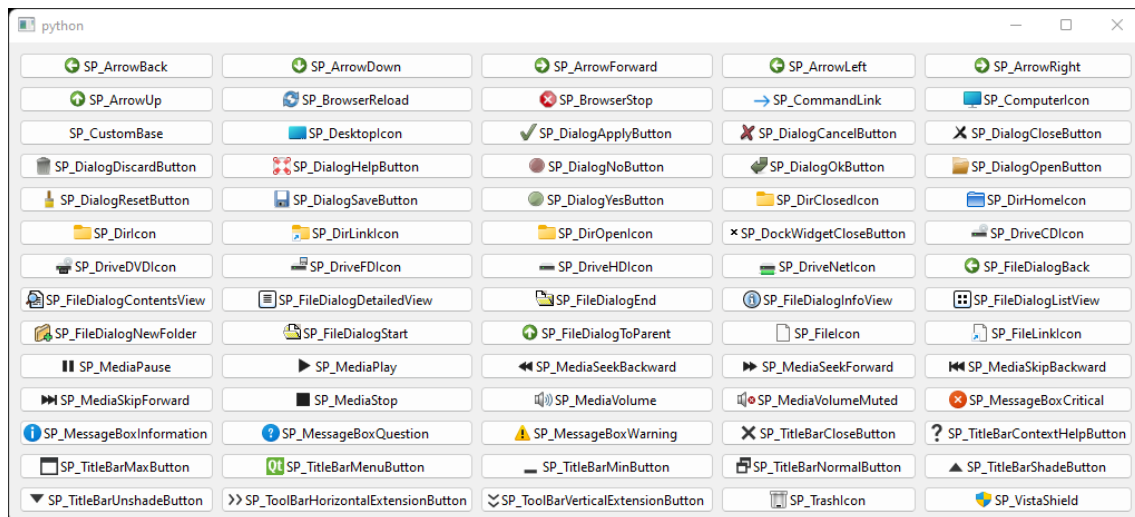 python
SP_ArrowBack SP_ArrowDown SP_ArrowForward SP_ArrowLeft SP_ArrowRight
SP_ArrowUp SP_BrowserReload SP_BrowserStop SP_CommandLink SP_ComputerIcon
SP_CustomBase SP_DesktopIcon SP_DialogApplyButton SP_DialogCancelButton SP_DialogCloseButton
SP_DialogDiscardButton SP_DialogHelpButton SP_DialogNoButton SP_DialogOkButton SP_DialogOpenButton
SP_DialogResetButton SP_DialogSaveButton SP_DialogYesButton SP_DirClosedIcon SP_DirHomeIcon
SP_DirIcon SP_DirLinkIcon SP_DirOpenIcon SP_DockWidgetCloseButton SP_DriveCDIcon
SP_DriveDVDIcon SP_DriveFDIcon SP_DriveHDIcon SP_DriveNetIcon SP_FileDialogBack
SP_FileDialogContentsView SP_FileDialogDetailedView SP_FileDialogEnd SP_FileDialogInfoView SP_FileDialogListView
SP_FileDialogNewFolder SP_FileDialogStart SP_FileDialogToParent SP_FileIcon SP_FileLinkIcon
SP_MediaPause SP_MediaPlay SP_MediaSeekBackward SP_MediaSeekForward SP_MediaSkipBackward
SP_MediaSkipForward SP_MediaStop SP_MediaVolume SP_MediaVolumeMuted SP_MessageBoxCritical
SP_MessageBoxInformation SP_MessageBoxQuestion SP_MessageBoxWarning SP_TitleBarCloseButton SP_TitleBarContextHelpButton
SP_TitleBarMaxButton Qt SP_TitleBarMenuButton SP_TitleBarMinButton SP_TitleBarNormalButton SP_TitleBarShadeButton
SP_TitleBarUnshadeButton SP_ToolBarHorizontalExtensionButton SP_ToolBarVerticalExtensionButton SP_TrashIcon SP_VistaShield